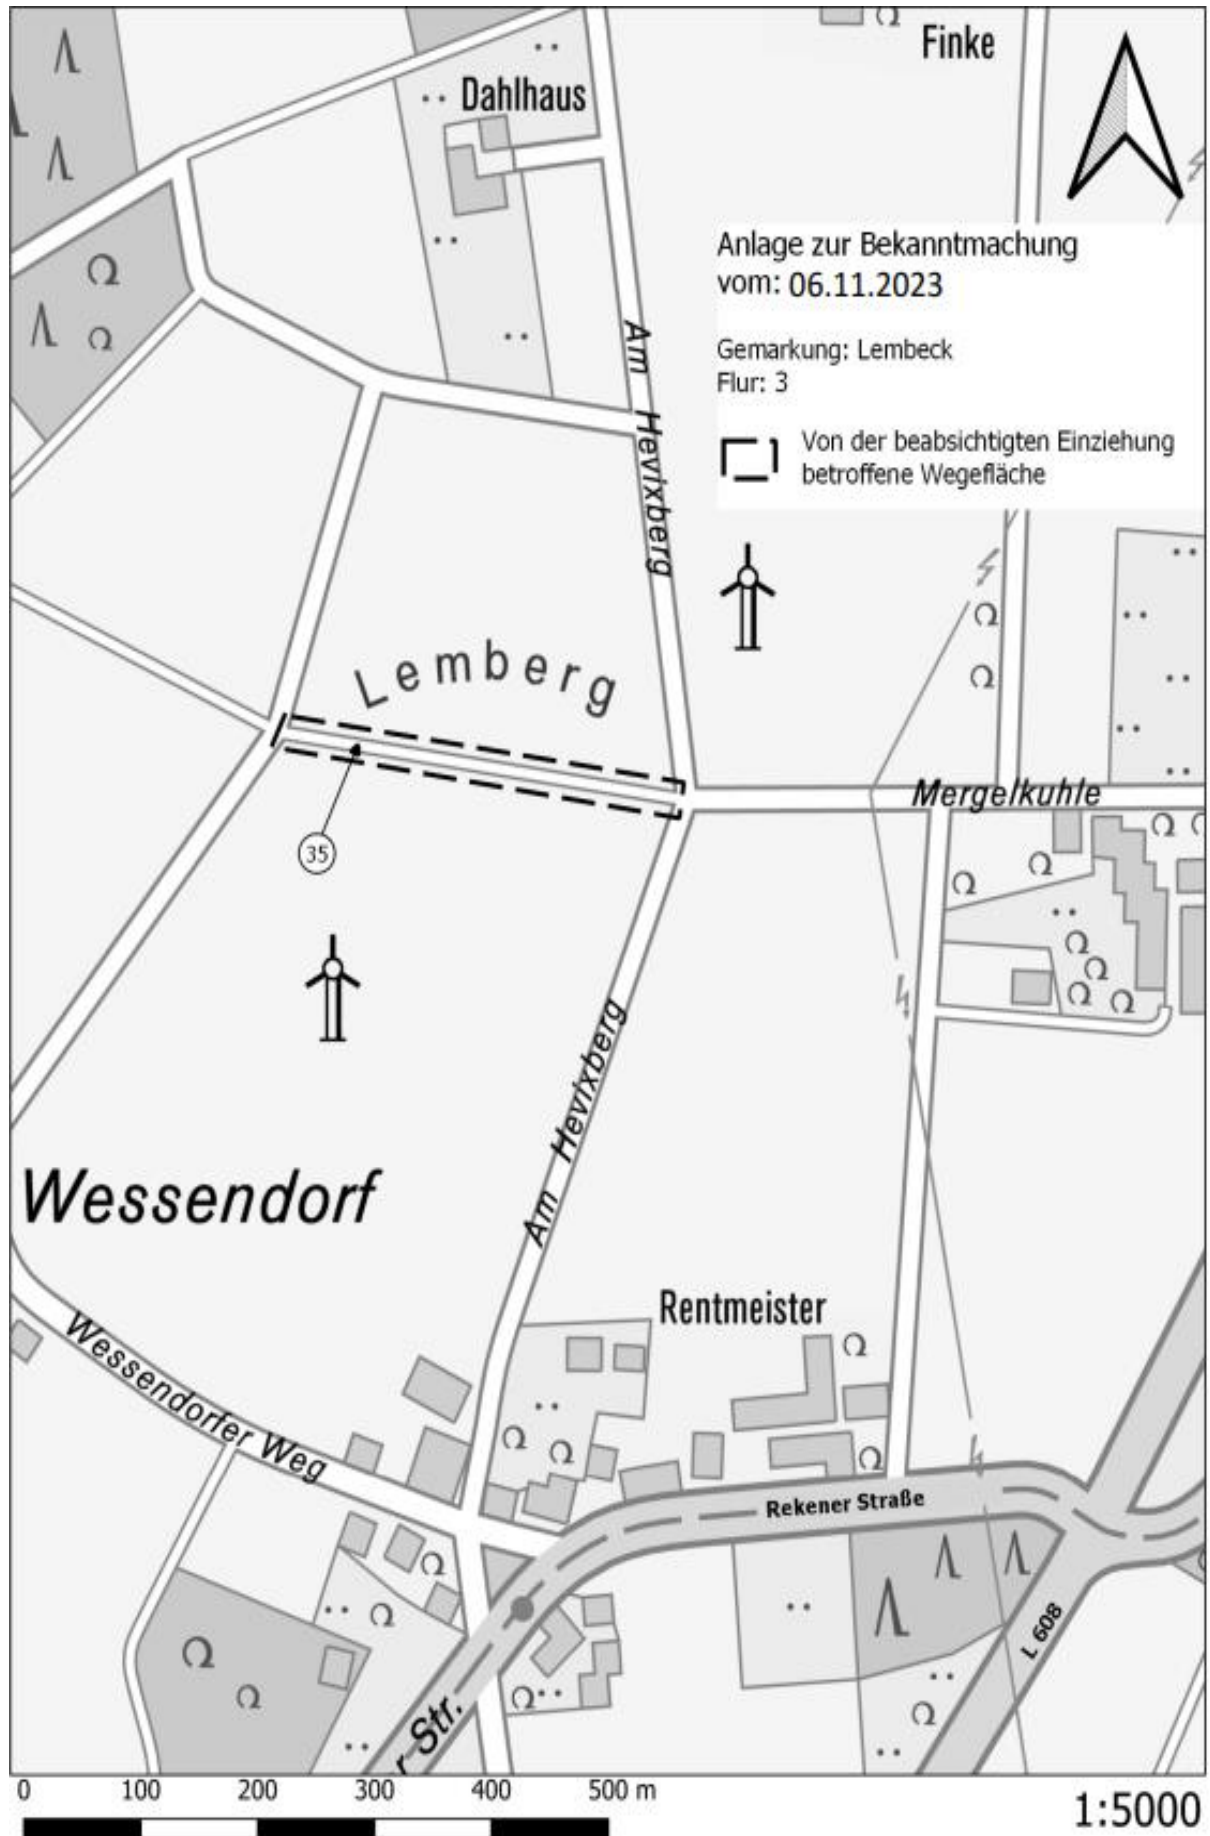 Finke
Dahlhaus
Anlage zur Bekanntmachung
vom: 06.11.2023
Gemarkung: Lembeck
Flur: 3
Von der beabsichtigten Einziehung
betroffene Wegefläche
Am Hevixberg
Lemberg
Mergelkuhle
35
Am Hevixberg
Wessendorf
Rentmeister
Wessendorfer Weg
Rekener Straße
L 608
r Str.
0 100 200 300 400 500 m
1:5000